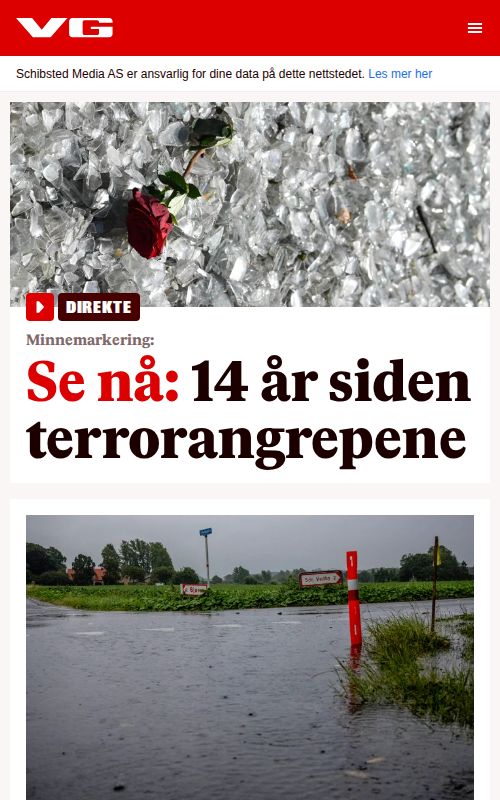 VG
Schibsted Media AS er ansvarlig for dine data på dette nettstedet. Les mer her
DIREKTE
Minnemarkering:
Se nå: 14 år siden
terrorangrepene